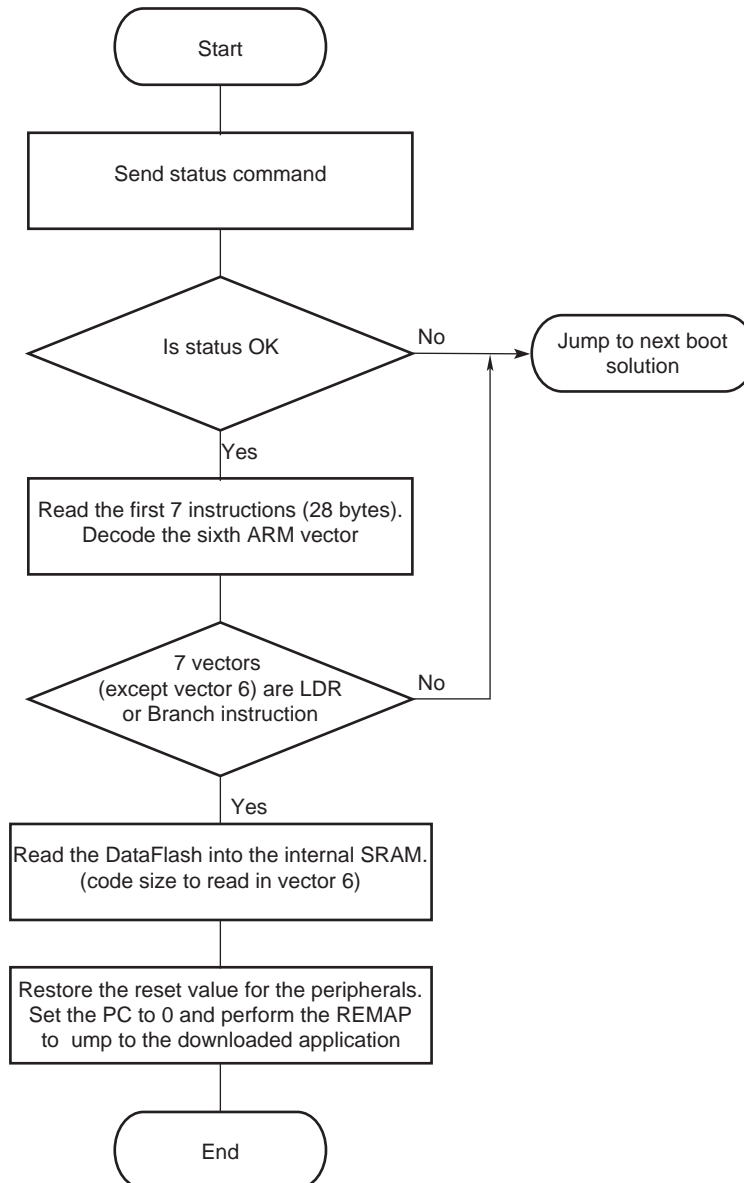 Start
Send status command
Is status OK
No
Jump to next boot
solution
Yes
Read the first 7 instructions (28 bytes).
Decode the sixth ARM vector
7 vectors
(except vector 6) are LDR
or Branch instruction
No
Yes
Read the DataFlash into the internal SRAM.
(code size to read in vector 6)
Restore the reset value for the peripherals.
Set the PC to 0 and perform the REMAP
to  ump to the downloaded application
End